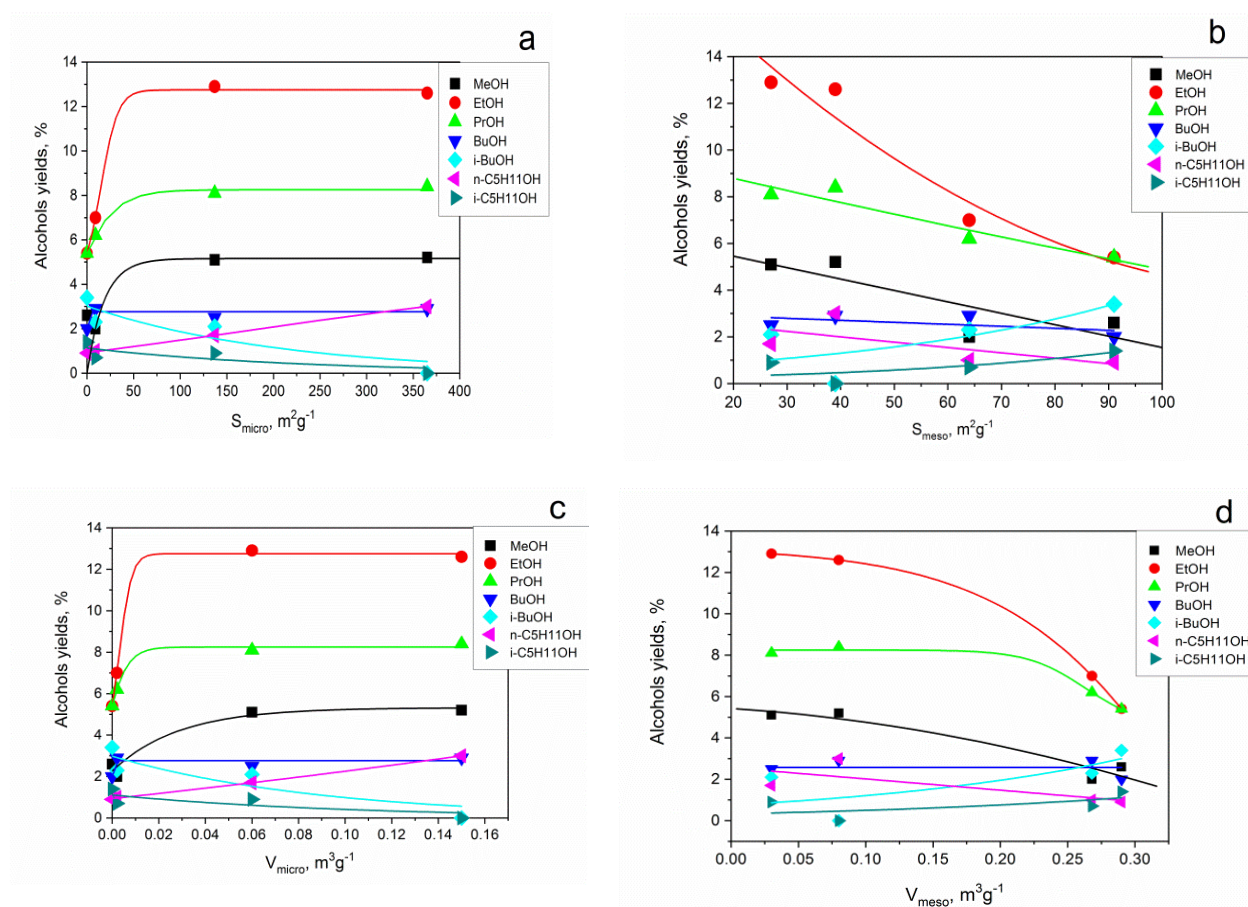 a
14
12
10
8
6
4
2
0
Alcohols yields, %
MeOH
EtOH
PrOH
BuOH
i-BuOH
n-C5H11OH
i-C5H11OH
0 50 100 150 200 250 300 350 400
S_micro, m²g⁻¹
b
14
12
10
8
6
4
2
0
Alcohols yields, %
MeOH
EtOH
PrOH
BuOH
i-BuOH
n-C5H11OH
i-C5H11OH
20 30 40 50 60 70 80 90 100
S_meso, m²g⁻¹
c
14
12
10
8
6
4
2
0
Alcohols yields, %
MeOH
EtOH
PrOH
BuOH
i-BuOH
n-C5H11OH
i-C5H11OH
0.00 0.02 0.04 0.06 0.08 0.10 0.12 0.14 0.16
V_micro, m³g⁻¹
d
14
12
10
8
6
4
2
0
Alcohols yields, %
MeOH
EtOH
PrOH
BuOH
i-BuOH
n-C5H11OH
i-C5H11OH
0.00 0.05 0.10 0.15 0.20 0.25 0.30
V_meso, m³g⁻¹